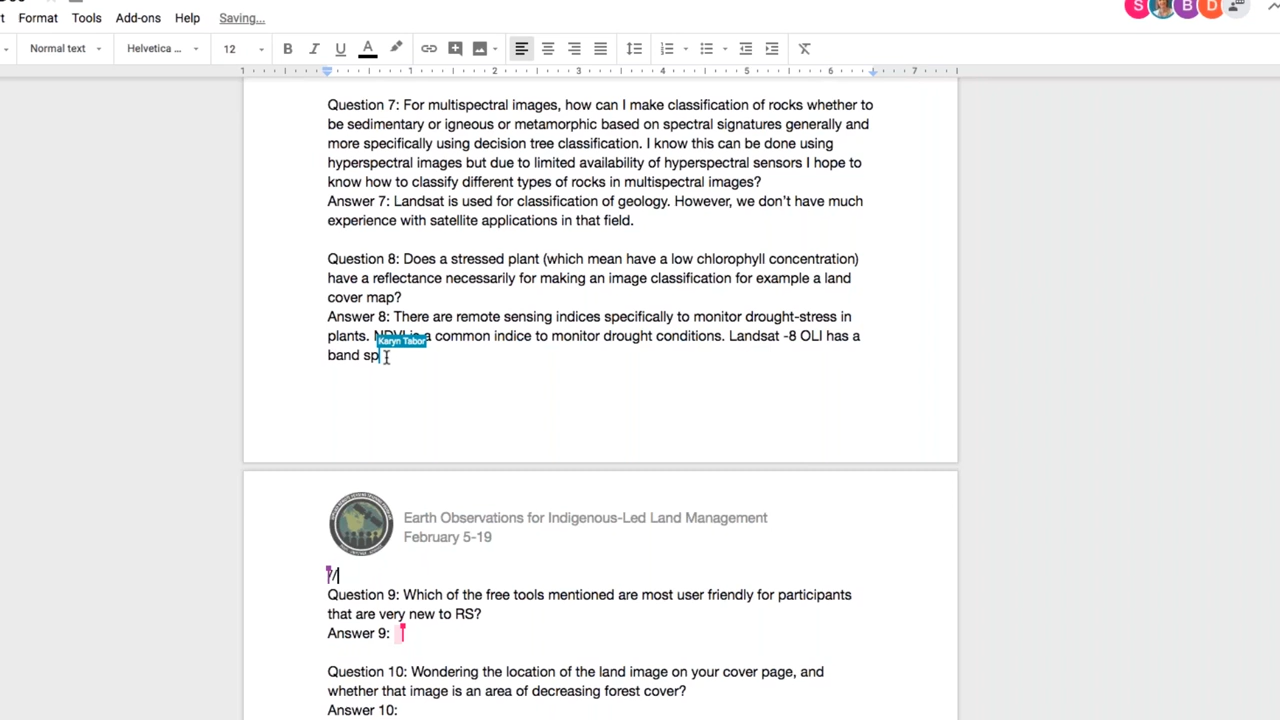 Format Tools Add-ons Help Saving...
Normal text Helvetica ... 12 B I U A
1 1 2 3 4 5 6 7
Question 7: For multispectral images, how can I make classification of rocks whether to
be sedimentary or igneous or metamorphic based on spectral signatures generally and
more specifically using decision tree classification. I know this can be done using
hyperspectral images but due to limited availability of hyperspectral sensors I hope to
know how to classify different types of rocks in multispectral images?
Answer 7: Landsat is used for classification of geology. However, we don't have much
experience with satellite applications in that field.
Question 8: Does a stressed plant (which mean have a low chlorophyll concentration)
have a reflectance necessarily for making an image classification for example a land
cover map?
Answer 8: There are remote sensing indices specifically to monitor drought-stress in
plants. NDVI is a common indice to monitor drought conditions. Landsat -8 OLI has a
Karyn Tabor
band sp
Earth Observations for Indigenous-Led Land Management
February 5-19
Question 9: Which of the free tools mentioned are most user friendly for participants
that are very new to RS?
Answer 9:
Question 10: Wondering the location of the land image on your cover page, and
whether that image is an area of decreasing forest cover?
Answer 10: